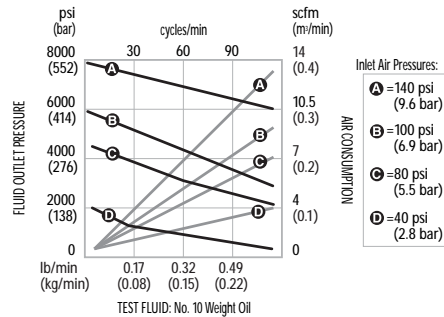 psi
(bar)
cycles/min
scfm
(m³/min)
30 60 90
8000
(552)
6000
(414)
4000
(276)
2000
(138)
0
FLUID OUTLET PRESSURE
A
B
C
D
A
B
C
D
14
(0.4)
10.5
(0.3)
7
(0.2)
4
(0.1)
0
AIR CONSUMPTION
Inlet Air Pressures:
A =140 psi
(9.6 bar)
B =100 psi
(6.9 bar)
C =80 psi
(5.5 bar)
D =40 psi
(2.8 bar)
lb/min 0.17 0.32 0.49
(kg/min) (0.08) (0.15) (0.22)
TEST FLUID: No. 10 Weight Oil